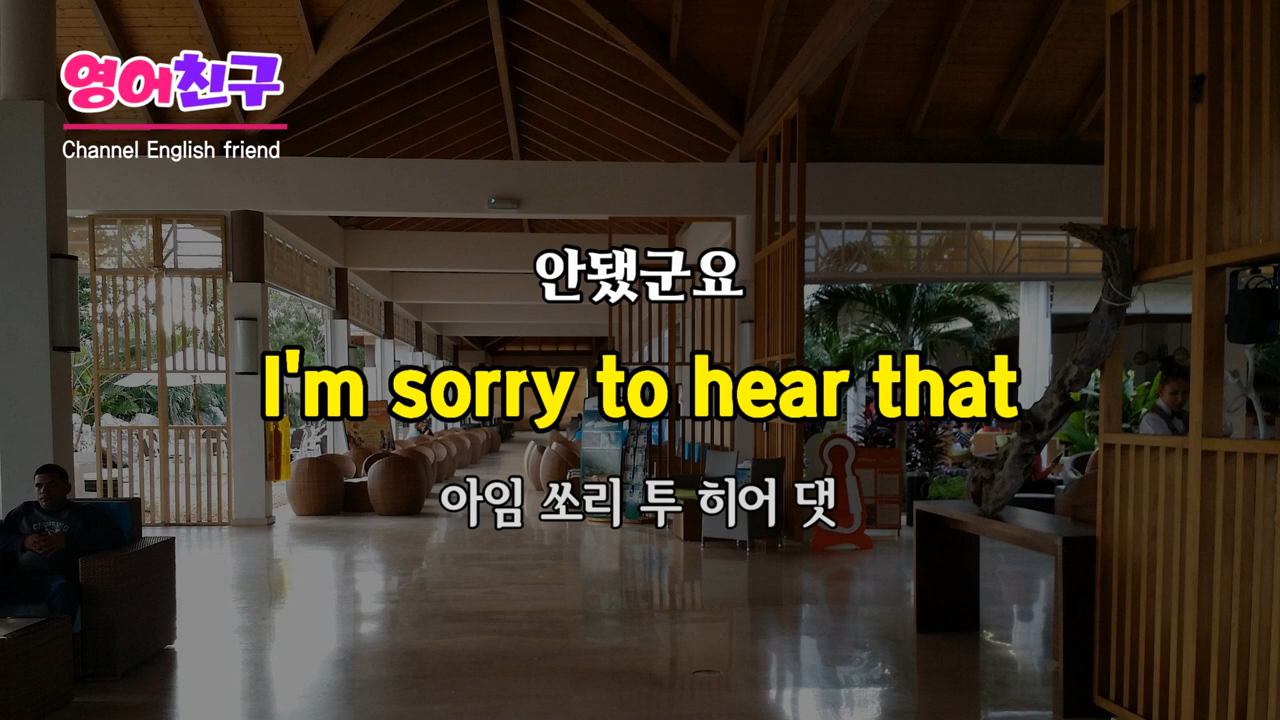 영어친구
Channel English friend
안됐군요
I'm sorry to hear that
아임 쏘리 투 히어 댓